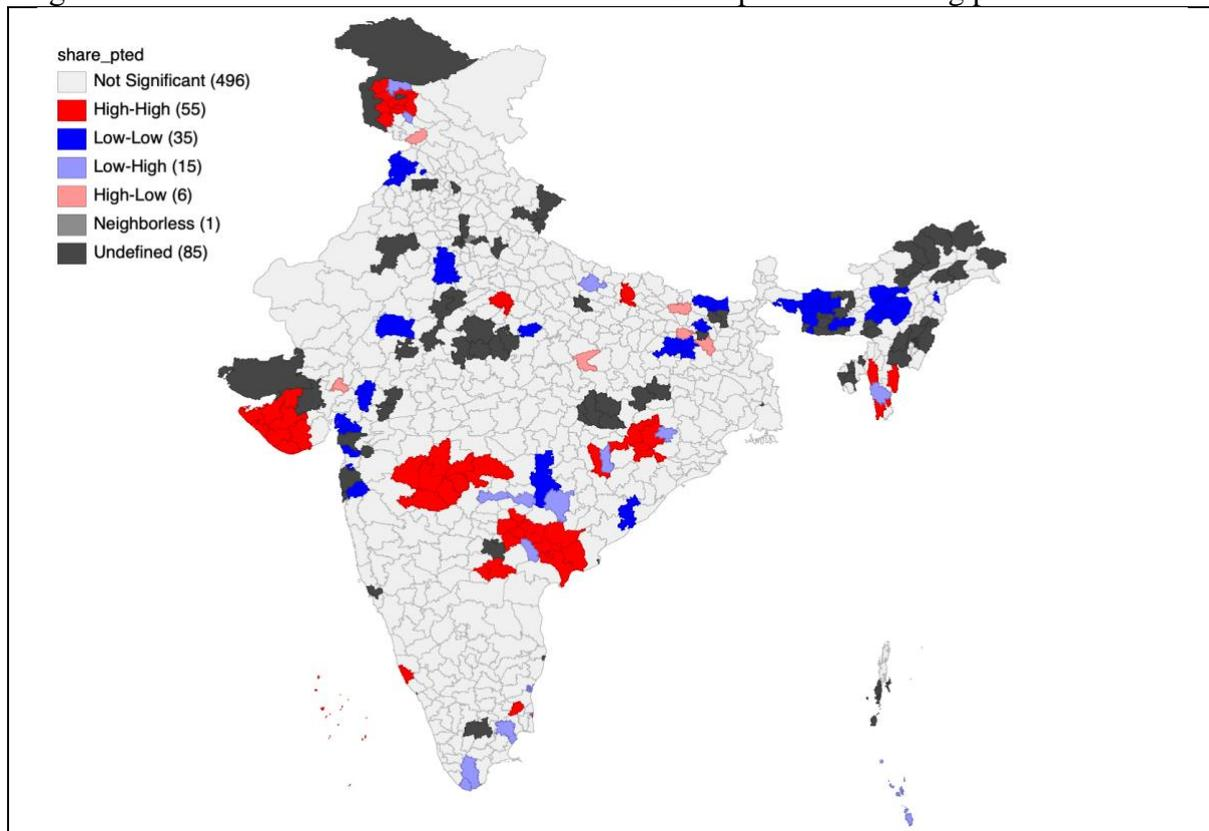 share_pted
Not Significant (496)
High-High (55)
Low-Low (35)
Low-High (15)
High-Low (6)
Neighborless (1)
Undefined (85)